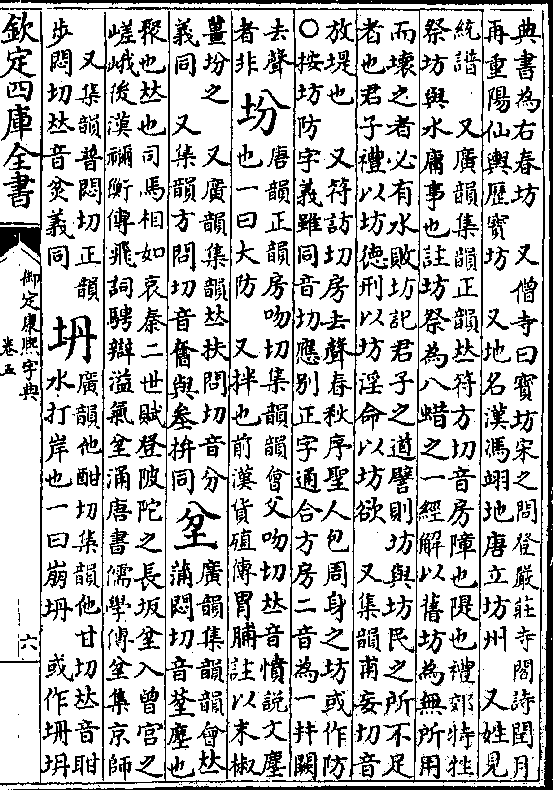 典書為右春坊　又僧寺曰寳坊宋之問登嚴莊寺閣詩閏月
再重陽仙輿歴寳坊　又地名漢馮翊地唐立坊州　又姓見
統譜　又廣韻集韻正韻𠀤符方切音房障也隄也禮郊特牲
祭坊與水庸事也註坊祭為八蜡之一經解以舊坊為無所用
而壊之者必有水敗坊記君子之道譬則坊與坊民之所不足
者也君子禮以坊徳刑以坊淫命以坊欲　又集韻甫妄切音
放堤也　又符訪切房去聲春秋序聖人包周身之坊或作防
○按坊防字義雖同音切應别正字通合方房二音為一幷闕
去聲者非　坋　唐韻正韻房吻切集韻韻㑹父吻切𠀤音憤説文塵
也一曰大防　又拌也前漢貨殖傳胃脯註以末椒
薑坋之　又廣韻集韻𠀤扶問切音分
義同　又集韻方問切音奮與叁拚同　坌　廣韻集韻韻會𠀤
蒲悶切音坌塵也
聚也𠀤也司馬相如哀秦二世賦登陂陀之長坂坌入曾宫之
嵯峨後漢禰衡傳飛詞騁辯溢氣坌涌唐書儒學傳坌集京師
又集韻普悶切正韻
步悶切𠀤音坌義同　坍　廣韻他酣切集韻他甘切𠀤音聃
水打岸也一曰崩坍　或作㘱坍
欽定四庫全書
御定康熙字典
卷五
六